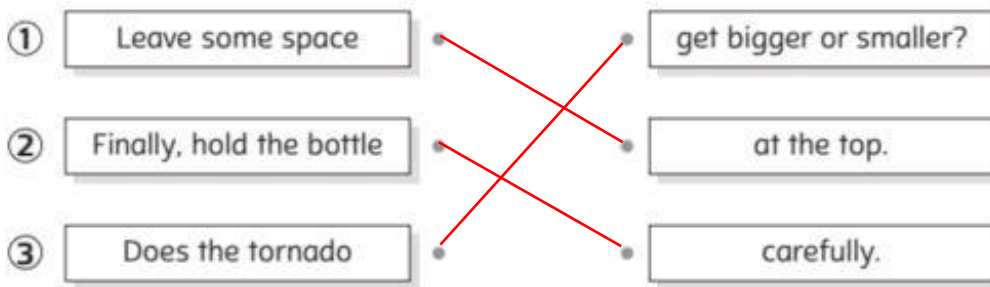 ① Leave some space get bigger or smaller?
② Finally, hold the bottle at the top.
③ Does the tornado carefully.